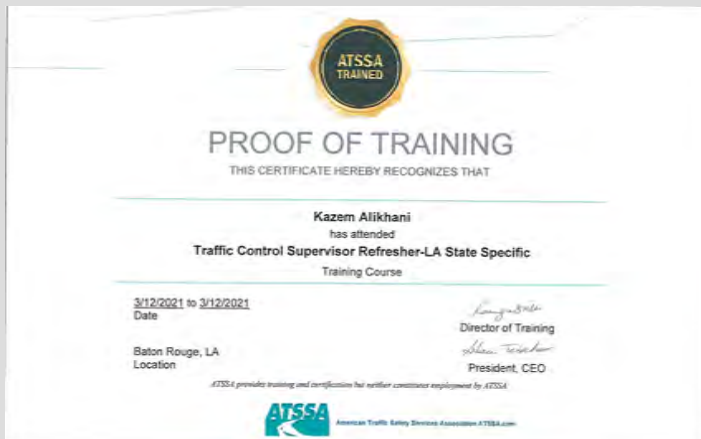 ATSSA
TRAINED
PROOF OF TRAINING
THIS CERTIFICATE HEREBY RECOGNIZES THAT
Kazem Alikhani
has attended
Traffic Control Supervisor Refresher-LA State Specific
Training Course
3/12/2021 to 3/12/2021
Date
Director of Training
Baton Rouge, LA
Location
President, CEO
ATSSA provides training and certification but neither constitutes employment by ATSSA
ATSSA
American Traffic Safety Services Association ATSSA.com